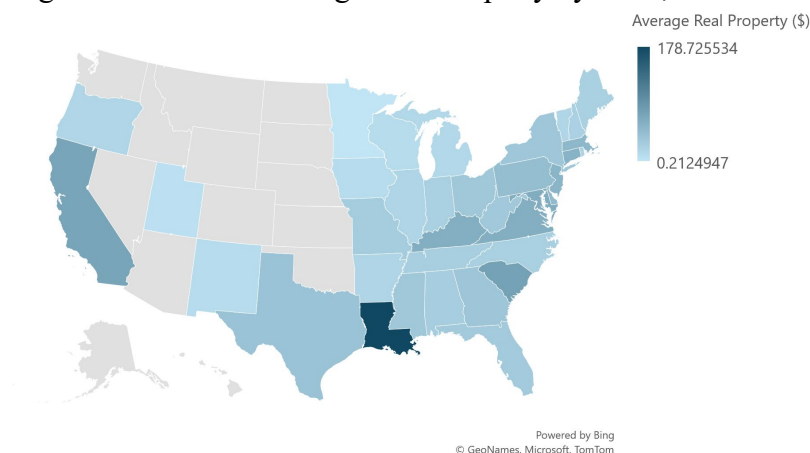 Average Real Property ($)
178.725534
0.2124947
Powered by Bing
© GeoNames, Microsoft, TomTom